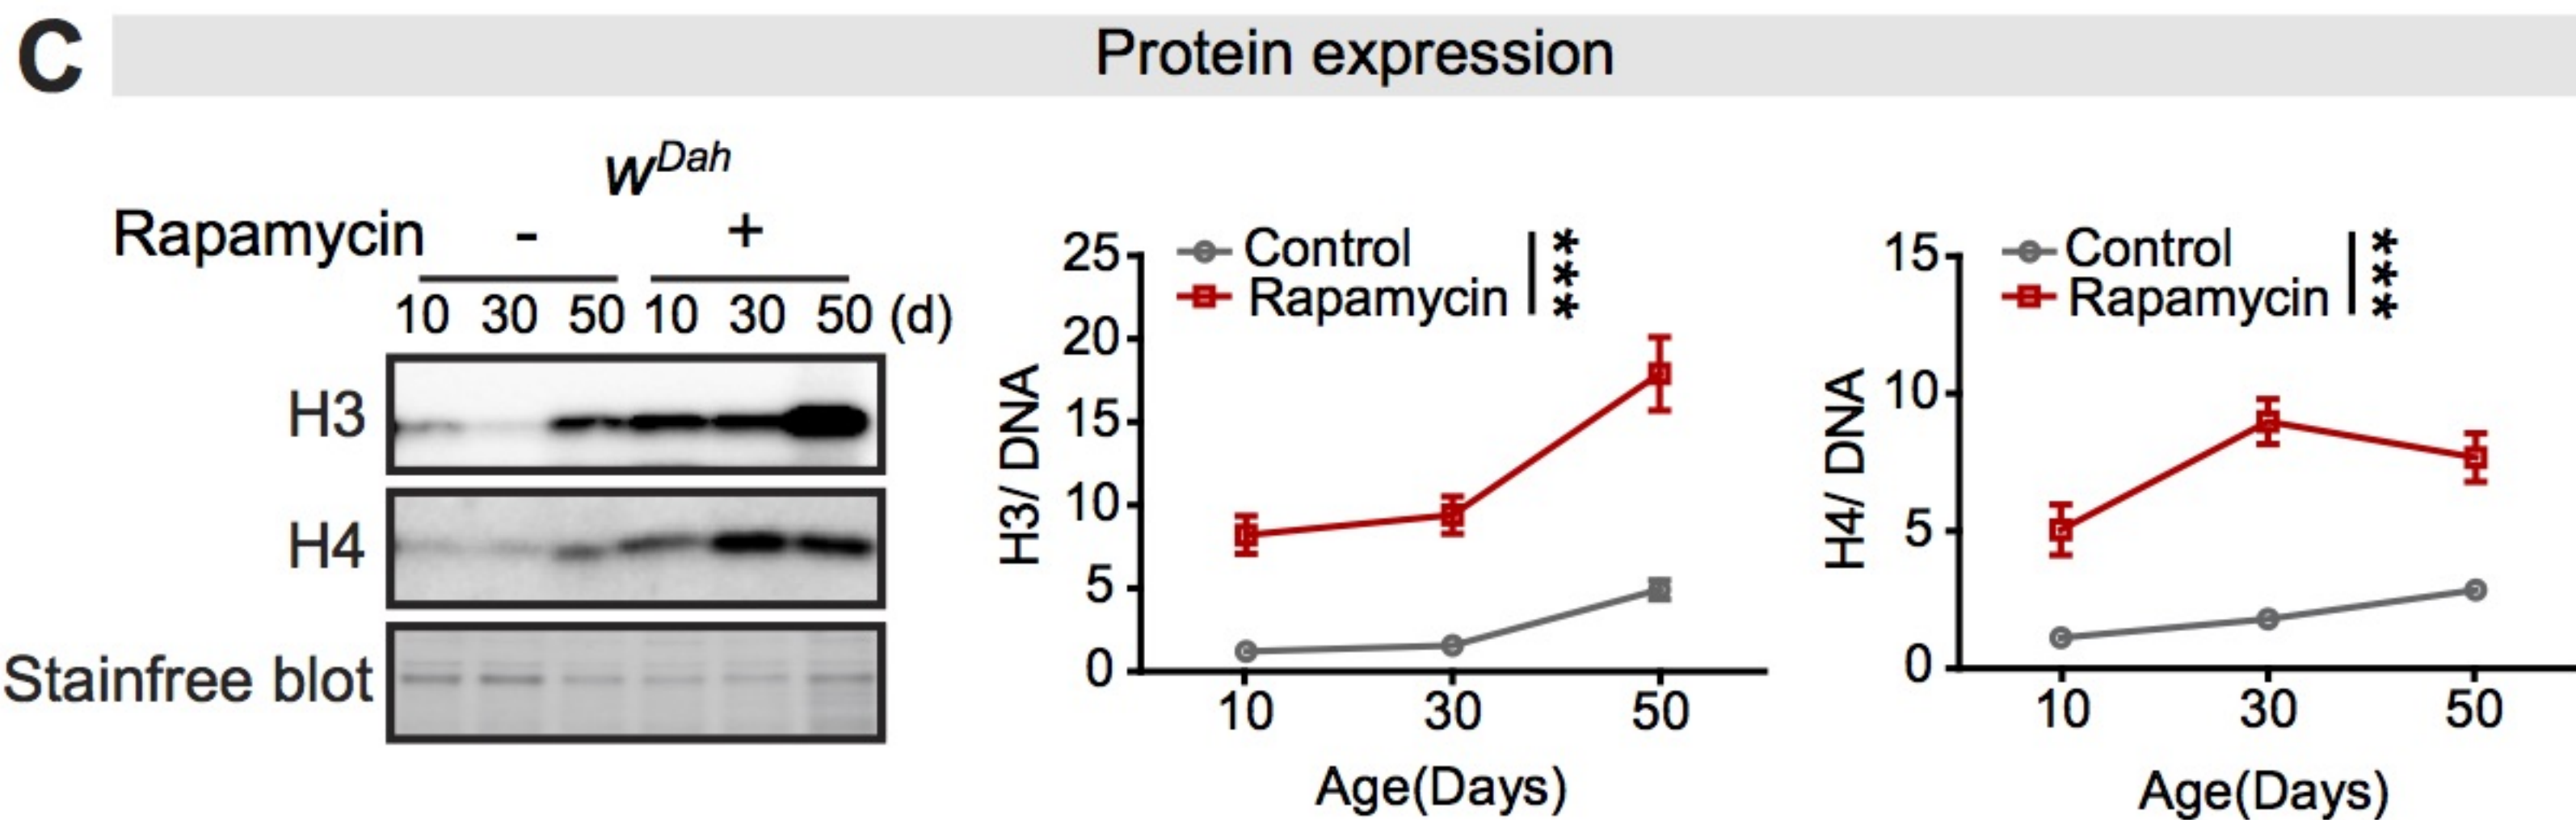 C
Protein expression
wDah
Rapamycin - +
10 30 50 10 30 50 (d)
H3
H4
Stainfree blot
Control
Rapamycin
***
H3/ DNA
25
20
15
10
5
0
10 30 50
Age(Days)
Control
Rapamycin
***
H4/ DNA
15
10
5
0
10 30 50
Age(Days)